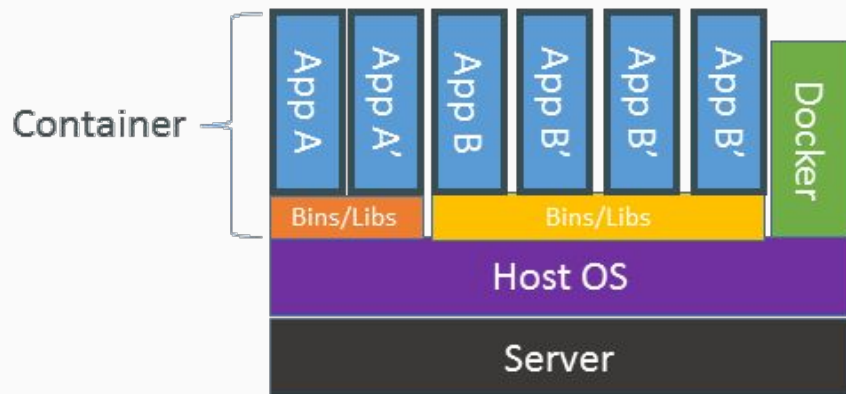 Container
App A
App A'
App B
App B'
App B'
App B'
Docker
Bins/Libs
Bins/Libs
Host OS
Server